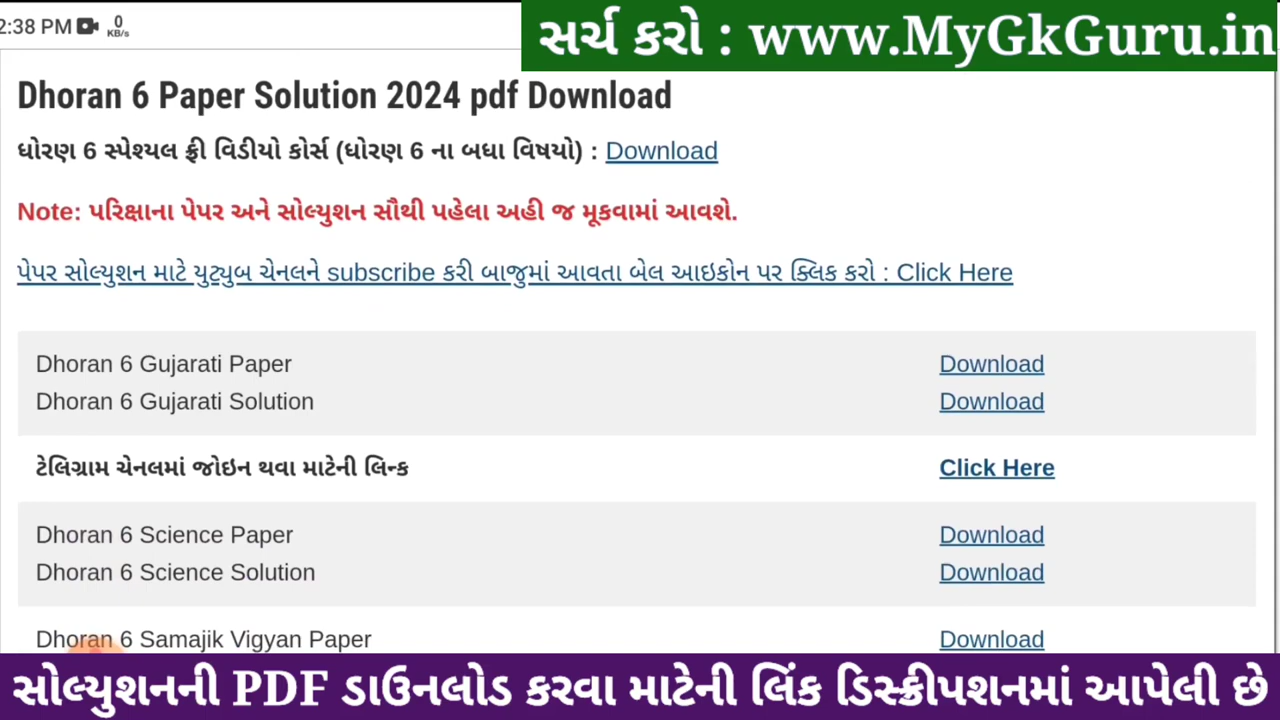 2:38 PM 0 KB/s
સર્ચ કરો : www.MyGkGuru.in
Dhoran 6 Paper Solution 2024 pdf Download
ધોરણ 6 સ્પેશ્યલ ફ્રી વિડીયો કોર્સ (ધોરણ 6 ના બધા વિષયો) : Download
Note: પરિક્ષાના પેપર અને સોલ્યુશન સૌથી પહેલા અહી જ મૂકવામાં આવશે.
પેપર સોલ્યુશન માટે યુટ્યુબ ચેનલને subscribe કરી બાજુમાં આવતા બેલ આઇકોન પર ક્લિક કરો : Click Here
Dhoran 6 Gujarati Paper Download
Dhoran 6 Gujarati Solution Download
ટેલિગ્રામ ચેનલમાં જોઇન થવા માટેની લિન્ક Click Here
Dhoran 6 Science Paper Download
Dhoran 6 Science Solution Download
Dhoran 6 Samajik Vigyan Paper Download
સોલ્યુશનની PDF ડાઉનલોડ કરવા માટેની લિંક ડિસ્ક્રીપશનમાં આપેલી છે